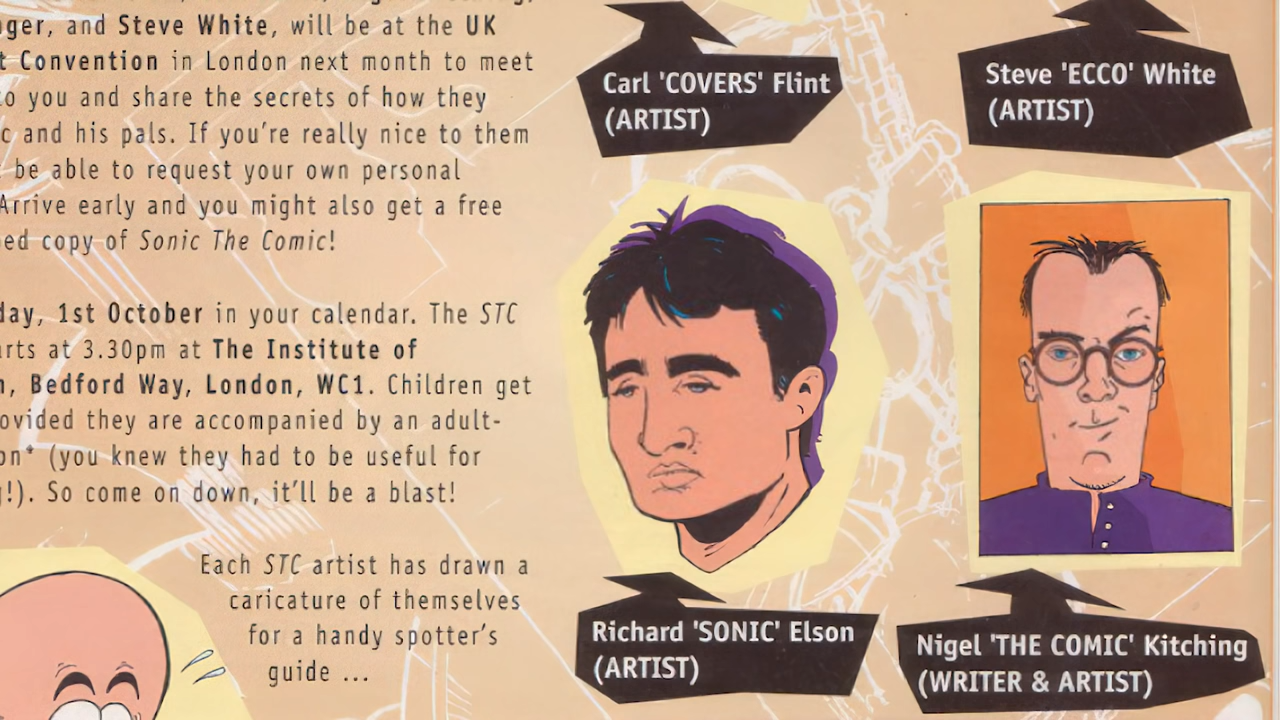 ger, and Steve White, will be at the UK
t Convention in London next month to meet
to you and share the secrets of how they
c and his pals. If you're really nice to them
be able to request your own personal
Arrive early and you might also get a free
ed copy of Sonic The Comic!
day, 1st October in your calendar. The STC
arts at 3.30pm at The Institute of
n, Bedford Way, London, WC1. Children get
ovided they are accompanied by an adult-
on* (you knew they had to be useful for
g!). So come on down, it'll be a blast!
Each STC artist has drawn a
caricature of themselves
for a handy spotter's
guide ...
Carl 'COVERS' Flint
(ARTIST)
Steve 'ECCO' White
(ARTIST)
Richard 'SONIC' Elson
(ARTIST)
Nigel 'THE COMIC' Kitching
(WRITER & ARTIST)